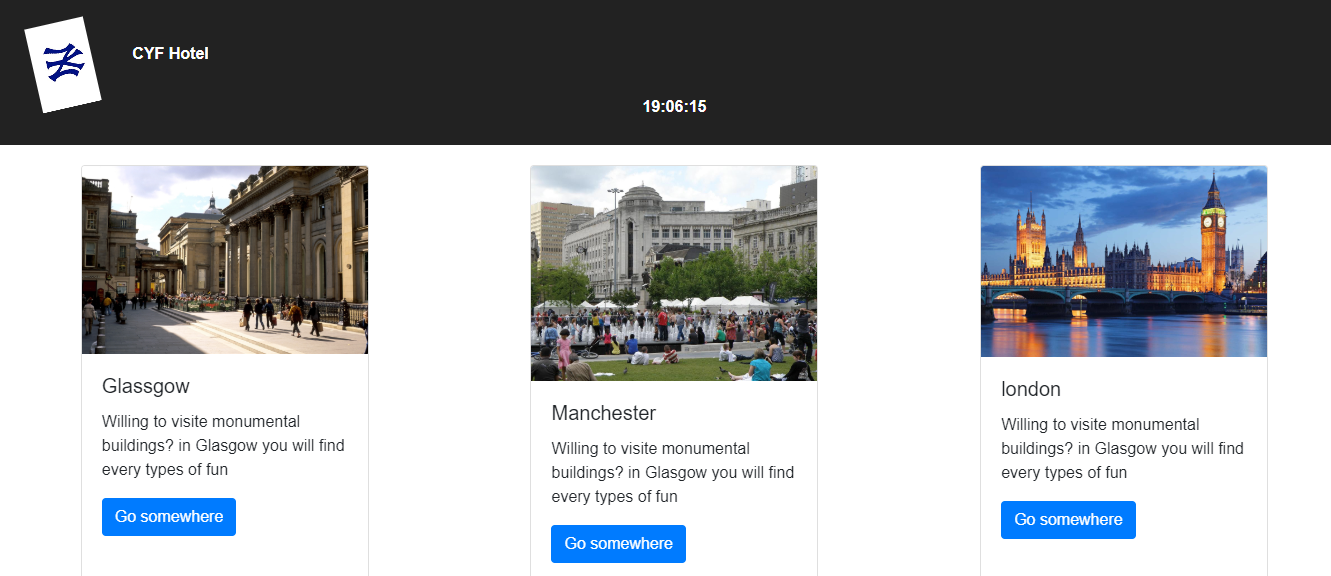 CYF Hotel
19:06:15
Glassgow
Willing to visite monumental
buildings? in Glasgow you will find
every types of fun
Go somewhere
Manchester
Willing to visite monumental
buildings? in Glasgow you will find
every types of fun
Go somewhere
london
Willing to visite monumental
buildings? in Glasgow you will find
every types of fun
Go somewhere